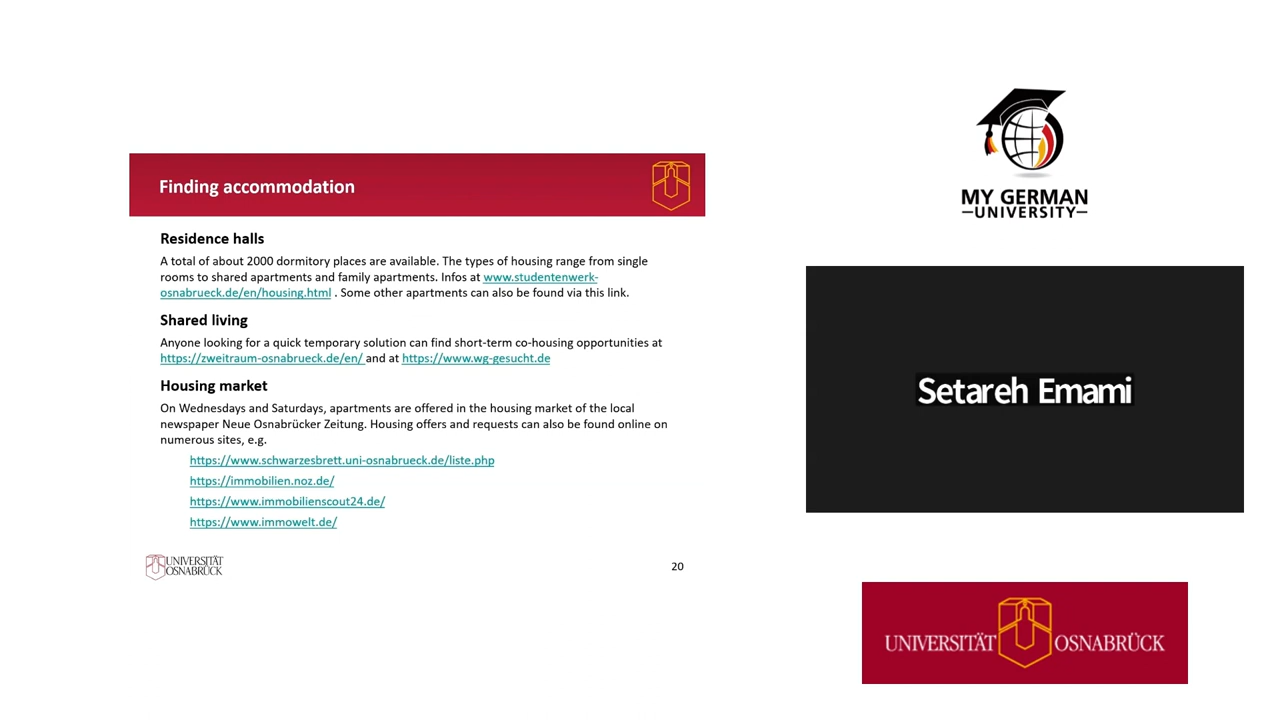 Finding accommodation
Residence halls
A total of about 2000 dormitory places are available. The types of housing range from single
rooms to shared apartments and family apartments. Infos at www.studentenwerk-
osnabrueck.de/en/housing.html . Some other apartments can also be found via this link.
Shared living
Anyone looking for a quick temporary solution can find short-term co-housing opportunities at
https://zweitraum-osnabrueck.de/en/ and at https://www.wg-gesucht.de
Housing market
On Wednesdays and Saturdays, apartments are offered in the housing market of the local
newspaper Neue Osnabrücker Zeitung. Housing offers and requests can also be found online on
numerous sites, e.g.
https://www.schwarzesbrett.uni-osnabrueck.de/liste.php
https://immobilien.noz.de/
https://www.immobilienscout24.de/
https://www.immowelt.de/
UNIVERSITÄT
OSNABRÜCK
20
MY GERMAN
UNIVERSITY
Setareh Emami
UNIVERSITÄT OSNABRÜCK